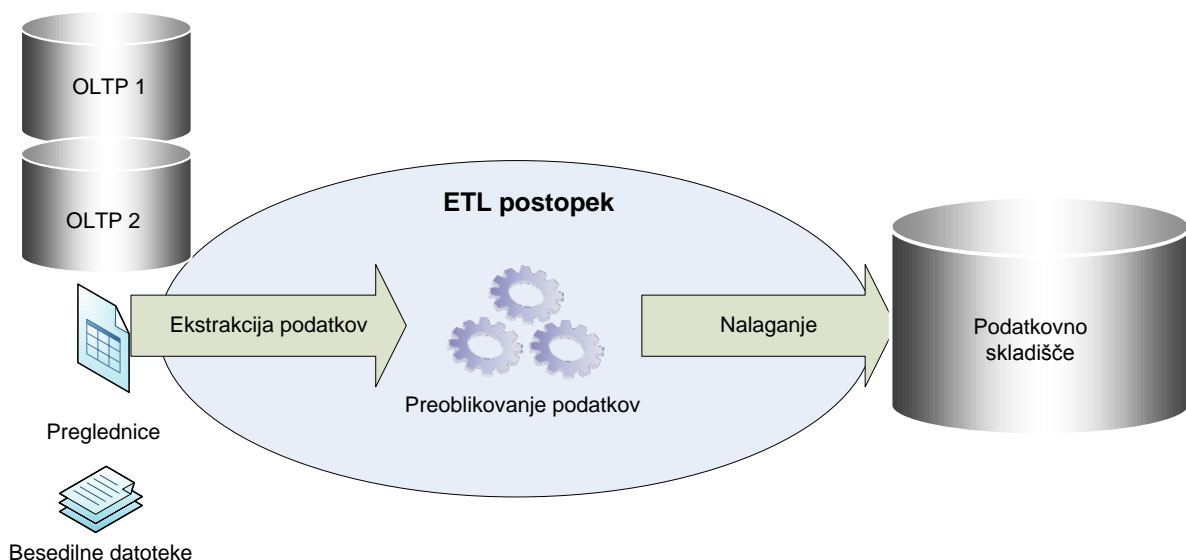 OLTP 1
OLTP 2
ETL postopek
Ekstrakcija podatkov
Preoblikovanje podatkov
Nalaganje
Podatkovno
skladišče
Preglednice
Besedilne datoteke